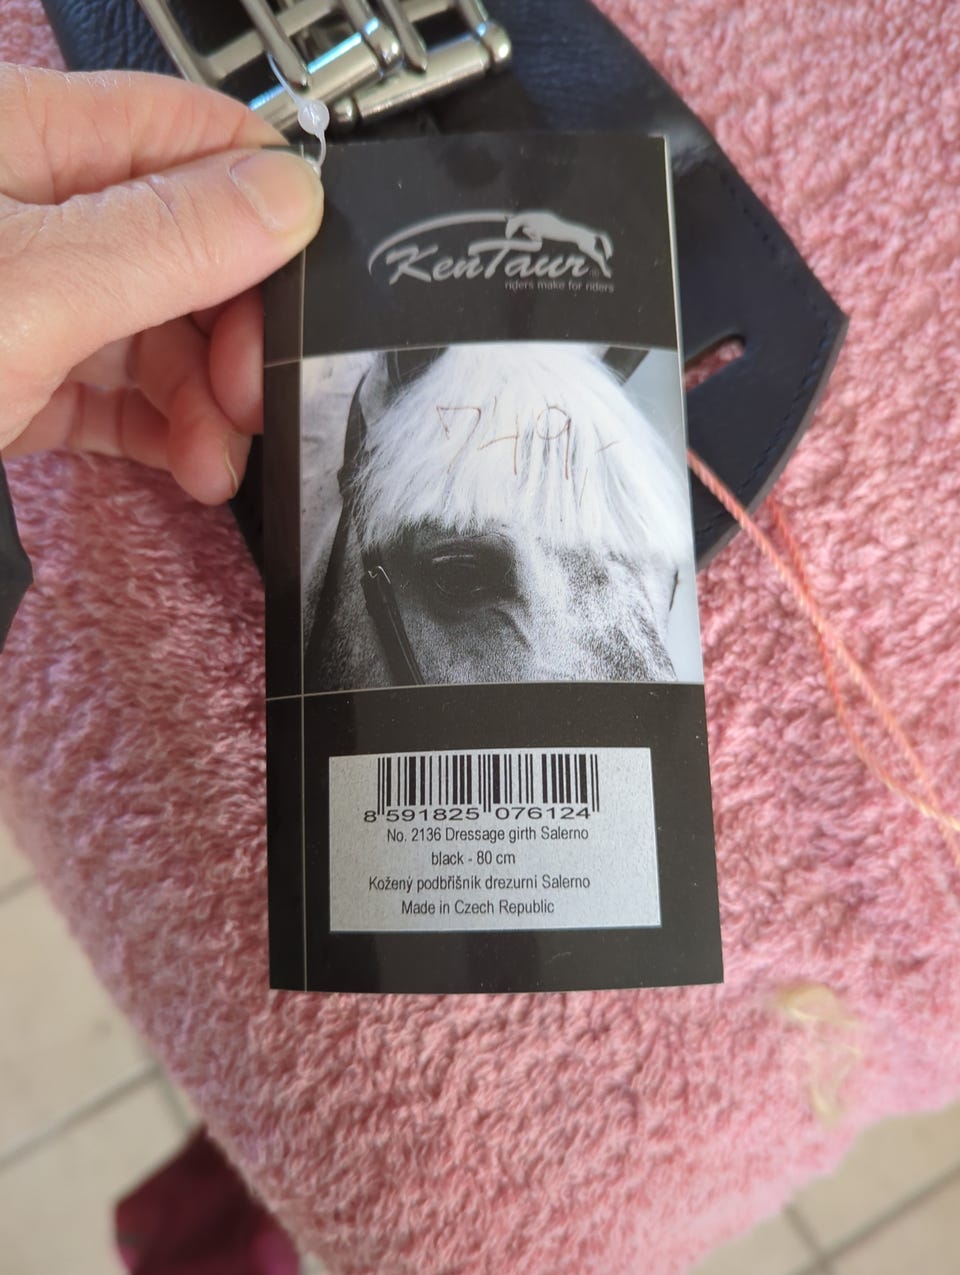 KenTaur®
riders make for riders
749,-
8 591825 076124
No. 2136 Dressage girth Salerno
black - 80 cm
Kožený podbřišník drezurni Salerno
Made in Czech Republic